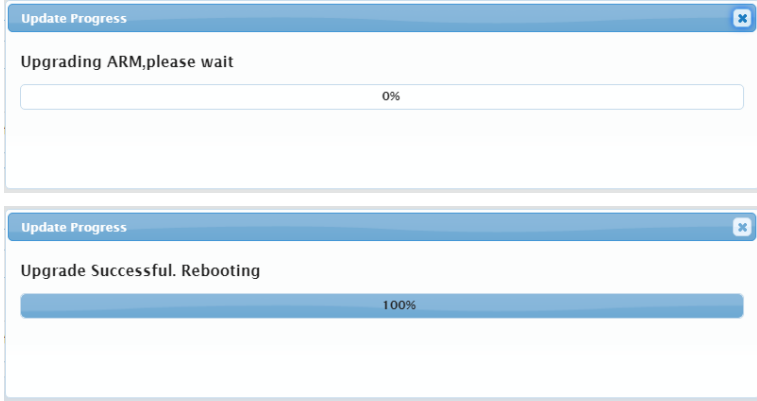 Update Progress
Upgrading ARM,please wait
0%
Update Progress
Upgrade Successful. Rebooting
100%